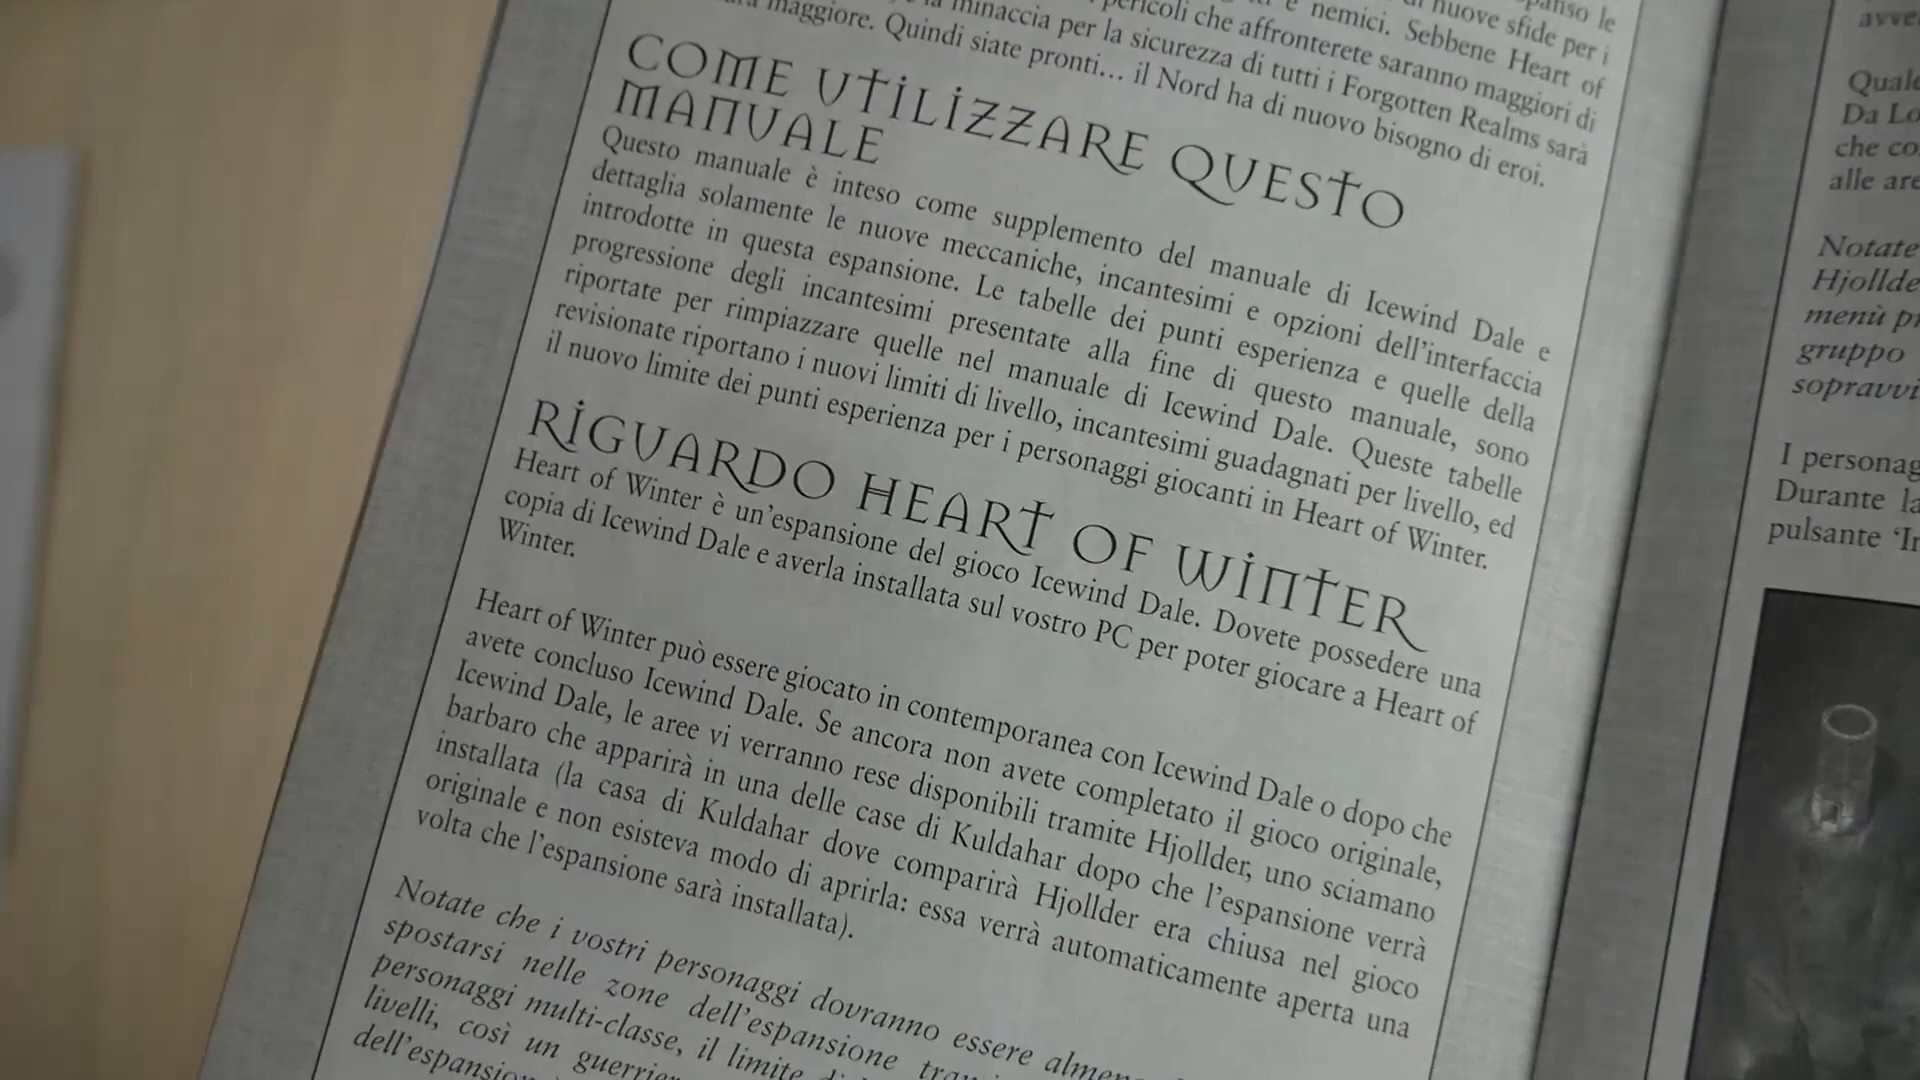 panso le
di nuove sfide per i
e nemici. Sebbene Heart of
pericoli che affronterete saranno maggiori di
minaccia per la sicurezza di tutti i Forgotten Realms sarà
maggiore. Quindi siate pronti... il Nord ha di nuovo bisogno di eroi.
COME UTILIZZARE QUESTO
MANUALE
Questo manuale è inteso come supplemento del manuale di Icewind Dale e
dettaglia solamente le nuove meccaniche, incantesimi e opzioni dell'interfaccia
introdotte in questa espansione. Le tabelle dei punti esperienza e quelle della
progressione degli incantesimi presentate alla fine di questo manuale, sono
riportate per rimpiazzare quelle nel manuale di Icewind Dale. Queste tabelle
revisionate riportano i nuovi limiti di livello, incantesimi guadagnati per livello, ed
il nuovo limite dei punti esperienza per i personaggi giocanti in Heart of Winter.
RIGUARDO HEART OF WINTER
Heart of Winter è un'espansione del gioco Icewind Dale. Dovete possedere una
copia di Icewind Dale e averla installata sul vostro PC per poter giocare a Heart of
Winter.
Heart of Winter può essere giocato in contemporanea con Icewind Dale o dopo che
avete concluso Icewind Dale. Se ancora non avete completato il gioco originale,
Icewind Dale, le aree vi verranno rese disponibili tramite Hjollder, uno sciamano
barbaro che apparirà in una delle case di Kuldahar dopo che l'espansione verrà
installata (la casa di Kuldahar dove comparirà Hjollder era chiusa nel gioco
originale e non esisteva modo di aprirla: essa verrà automaticamente aperta una
volta che l'espansione sarà installata).
Notate che i vostri personaggi dovranno essere almen
spostarsi nelle zone dell'espansione
personaggi multi-classe, il limite di
livelli, così un guerrier
dell'espansion
avve
Qual
Da Lo
che co
alle are
Notate
Hjollde
menù pr
gruppo
sopravvi
I personag
Durante la
pulsante 'In